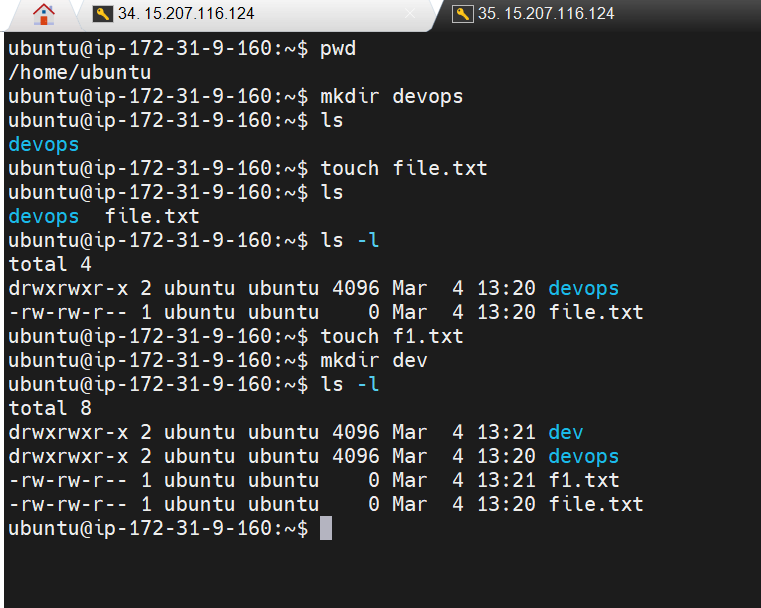 34. 15.207.116.124
35. 15.207.116.124
ubuntu@ip-172-31-9-160:~$ pwd
/home/ubuntu
ubuntu@ip-172-31-9-160:~$ mkdir devops
ubuntu@ip-172-31-9-160:~$ ls
devops
ubuntu@ip-172-31-9-160:~$ touch file.txt
ubuntu@ip-172-31-9-160:~$ ls
devops  file.txt
ubuntu@ip-172-31-9-160:~$ ls -l
total 4
drwxrwxr-x 2 ubuntu ubuntu 4096 Mar  4 13:20 devops
-rw-rw-r-- 1 ubuntu ubuntu    0 Mar  4 13:20 file.txt
ubuntu@ip-172-31-9-160:~$ touch f1.txt
ubuntu@ip-172-31-9-160:~$ mkdir dev
ubuntu@ip-172-31-9-160:~$ ls -l
total 8
drwxrwxr-x 2 ubuntu ubuntu 4096 Mar  4 13:21 dev
drwxrwxr-x 2 ubuntu ubuntu 4096 Mar  4 13:20 devops
-rw-rw-r-- 1 ubuntu ubuntu    0 Mar  4 13:21 f1.txt
-rw-rw-r-- 1 ubuntu ubuntu    0 Mar  4 13:20 file.txt
ubuntu@ip-172-31-9-160:~$